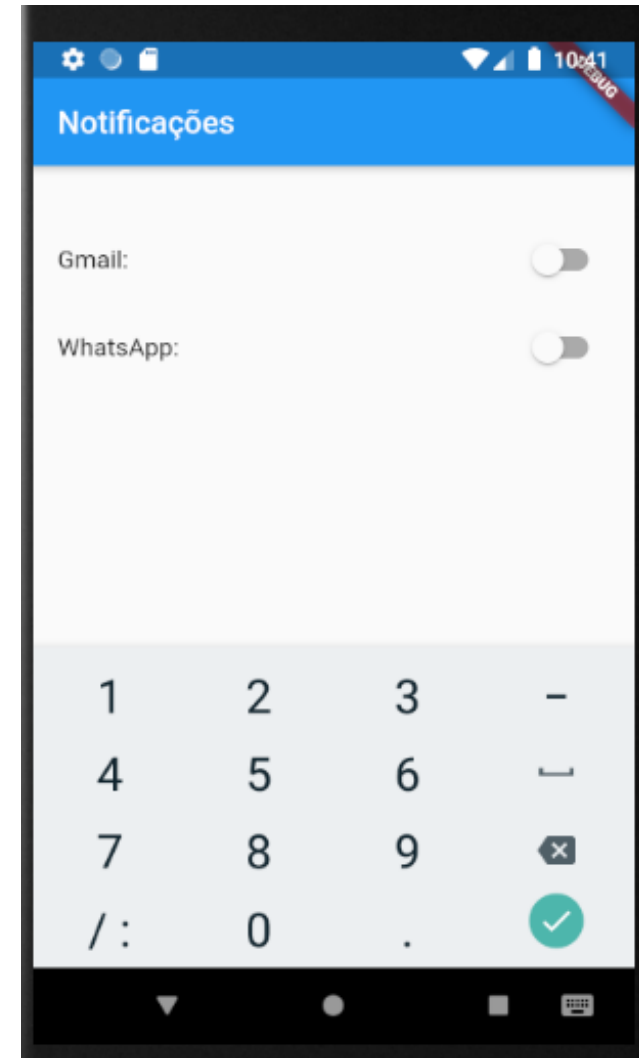 10:41
DEBUG
Notificações
Gmail:
WhatsApp:
1 2 3 -
4 5 6
7 8 9
/ : 0 .